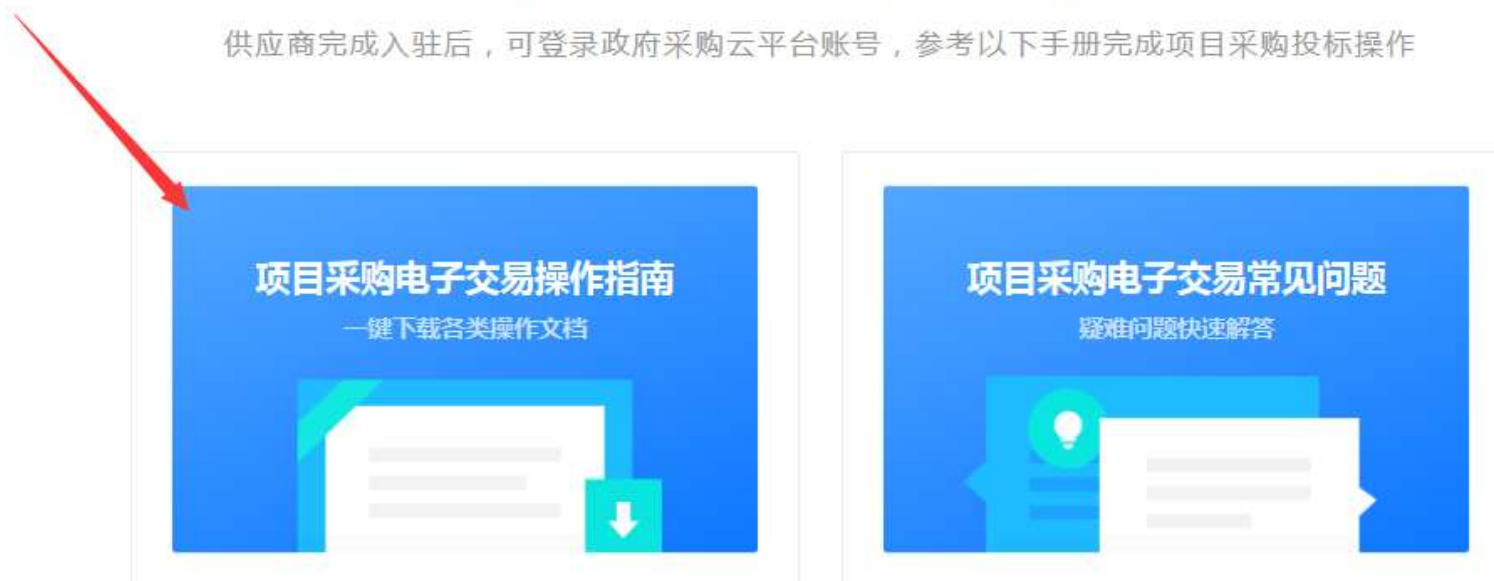 供应商完成入驻后，可登录政府采购云平台账号，参考以下手册完成项目采购投标操作
项目采购电子交易操作指南
一键下载各类操作文档
项目采购电子交易常见问题
疑难问题快速解答